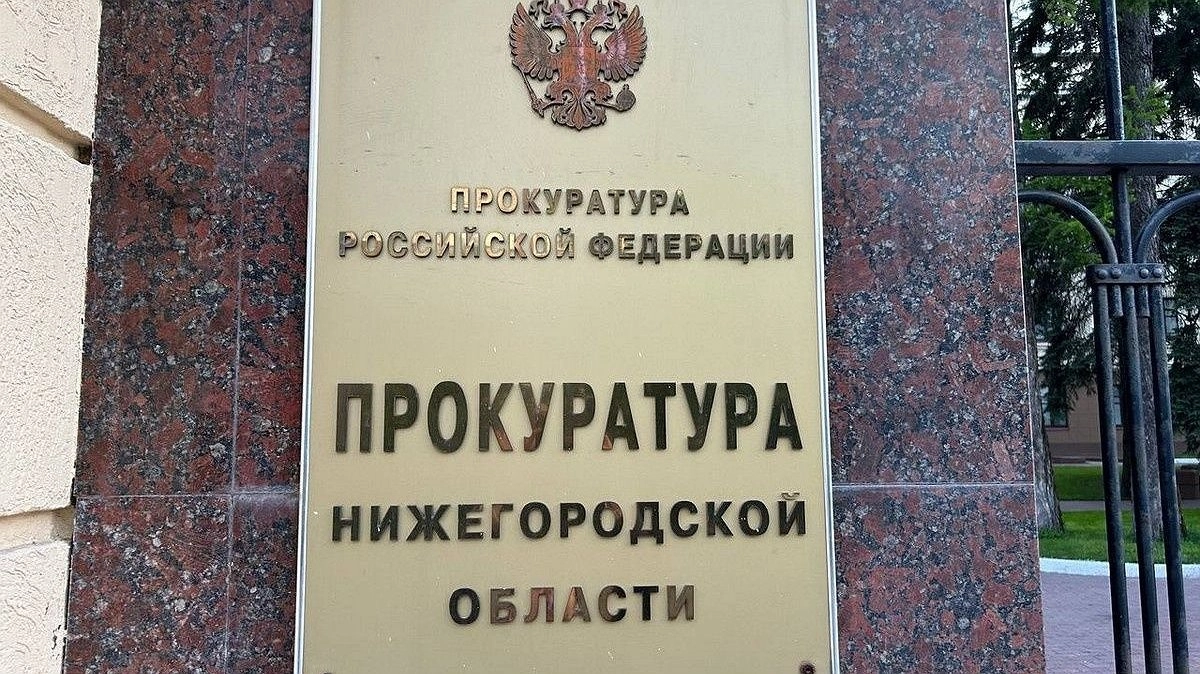 ПРОКУРАТУРА
РОССИЙСКОЙ ФЕДЕРАЦИИ
ПРОКУРАТУРА
НИЖЕГОРОДСКОЙ
ОБЛАСТИ